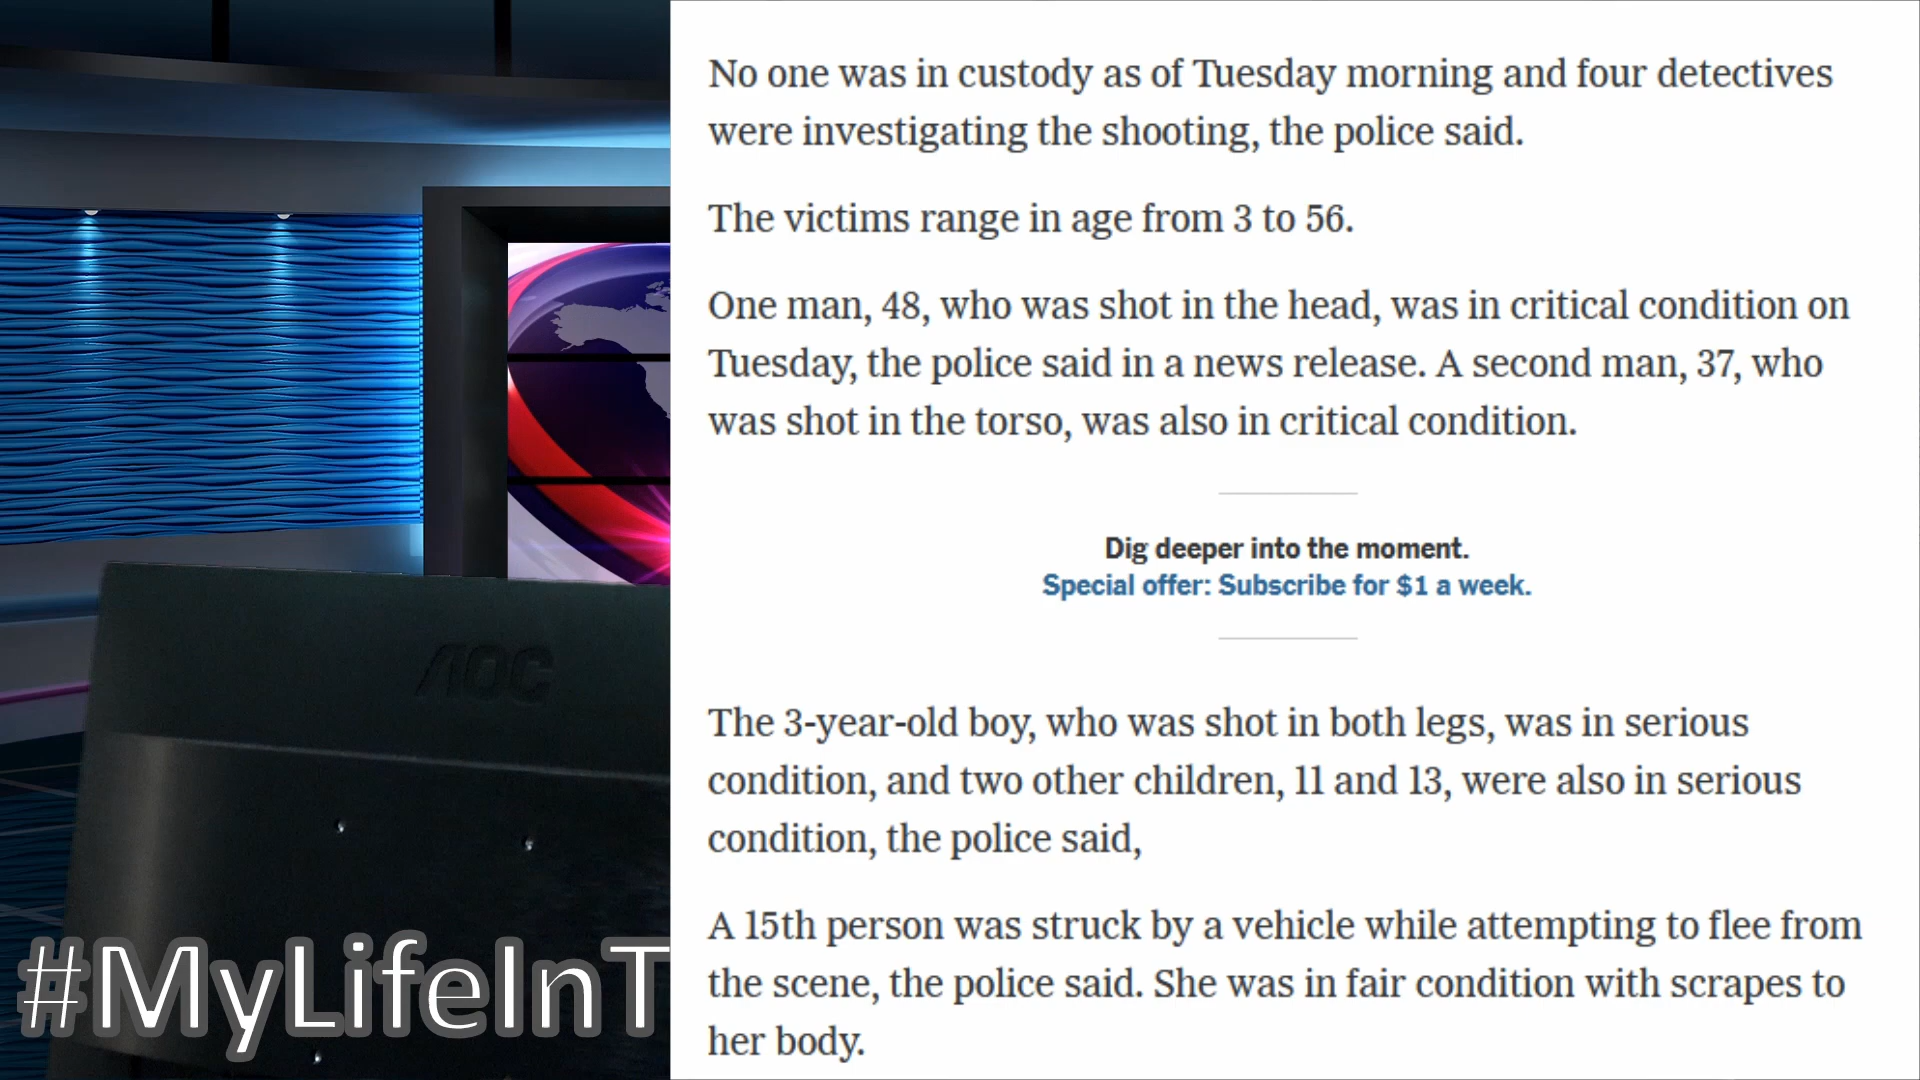 No one was in custody as of Tuesday morning and four detectives
were investigating the shooting, the police said.
The victims range in age from 3 to 56.
One man, 48, who was shot in the head, was in critical condition on
Tuesday, the police said in a news release. A second man, 37, who
was shot in the torso, was also in critical condition.
Dig deeper into the moment.
Special offer: Subscribe for $1 a week.
The 3-year-old boy, who was shot in both legs, was in serious
condition, and two other children, 11 and 13, were also in serious
condition, the police said,
A 15th person was struck by a vehicle while attempting to flee from
the scene, the police said. She was in fair condition with scrapes to
her body.
AOC
#MyLifeInT